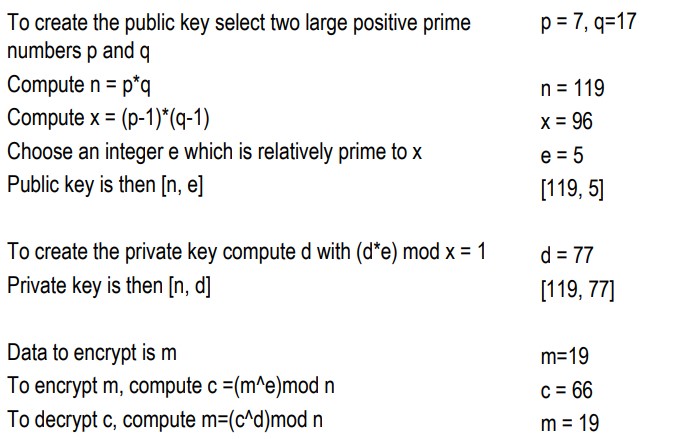 To create the public key select two large positive prime p = 7, q=17
numbers p and q
Compute n = p*q n = 119
Compute x = (p-1)*(q-1) x = 96
Choose an integer e which is relatively prime to x e = 5
Public key is then [n, e] [119, 5]
To create the private key compute d with (d*e) mod x = 1 d = 77
Private key is then [n, d] [119, 77]
Data to encrypt is m m=19
To encrypt m, compute c =(m^e)mod n c = 66
To decrypt c, compute m=(c^d)mod n m = 19